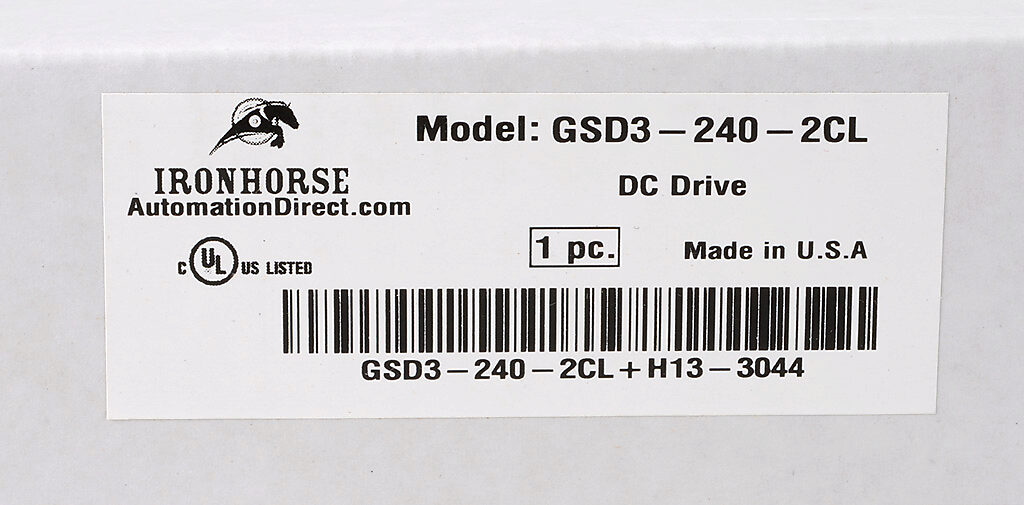 Model: GSD3-240-2CL
IRONHORSE
AutomationDirect.com
DC Drive
C UL US LISTED
1 pc.
Made in U.S.A
GSD3-240-2CL+H13-3044